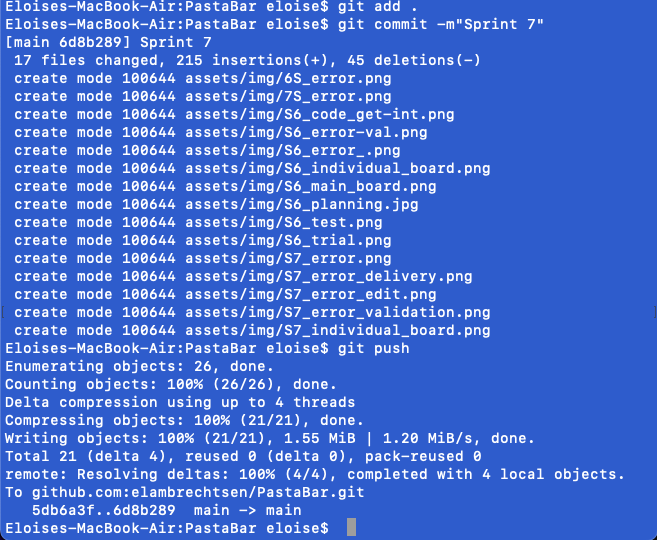 Eloises-MacBook-Air:PastaBar eloise$ git add .
Eloises-MacBook-Air:PastaBar eloise$ git commit -m"Sprint 7"
[main 6d8b289] Sprint 7
 17 files changed, 215 insertions(+), 45 deletions(-)
 create mode 100644 assets/img/6S_error.png
 create mode 100644 assets/img/7S_error.png
 create mode 100644 assets/img/S6_code_get-int.png
 create mode 100644 assets/img/S6_error-val.png
 create mode 100644 assets/img/S6_error_.png
 create mode 100644 assets/img/S6_individual_board.png
 create mode 100644 assets/img/S6_main_board.png
 create mode 100644 assets/img/S6_planning.jpg
 create mode 100644 assets/img/S6_test.png
 create mode 100644 assets/img/S6_trial.png
 create mode 100644 assets/img/S7_error.png
 create mode 100644 assets/img/S7_error_delivery.png
 create mode 100644 assets/img/S7_error_edit.png
 create mode 100644 assets/img/S7_error_validation.png
 create mode 100644 assets/img/S7_individual_board.png
Eloises-MacBook-Air:PastaBar eloise$ git push
Enumerating objects: 26, done.
Counting objects: 100% (26/26), done.
Delta compression using up to 4 threads
Compressing objects: 100% (21/21), done.
Writing objects: 100% (21/21), 1.55 MiB | 1.20 MiB/s, done.
Total 21 (delta 4), reused 0 (delta 0), pack-reused 0
remote: Resolving deltas: 100% (4/4), completed with 4 local objects.
To github.com:elambrechtsen/PastaBar.git
   5db6a3f..6d8b289  main -> main
Eloises-MacBook-Air:PastaBar eloise$